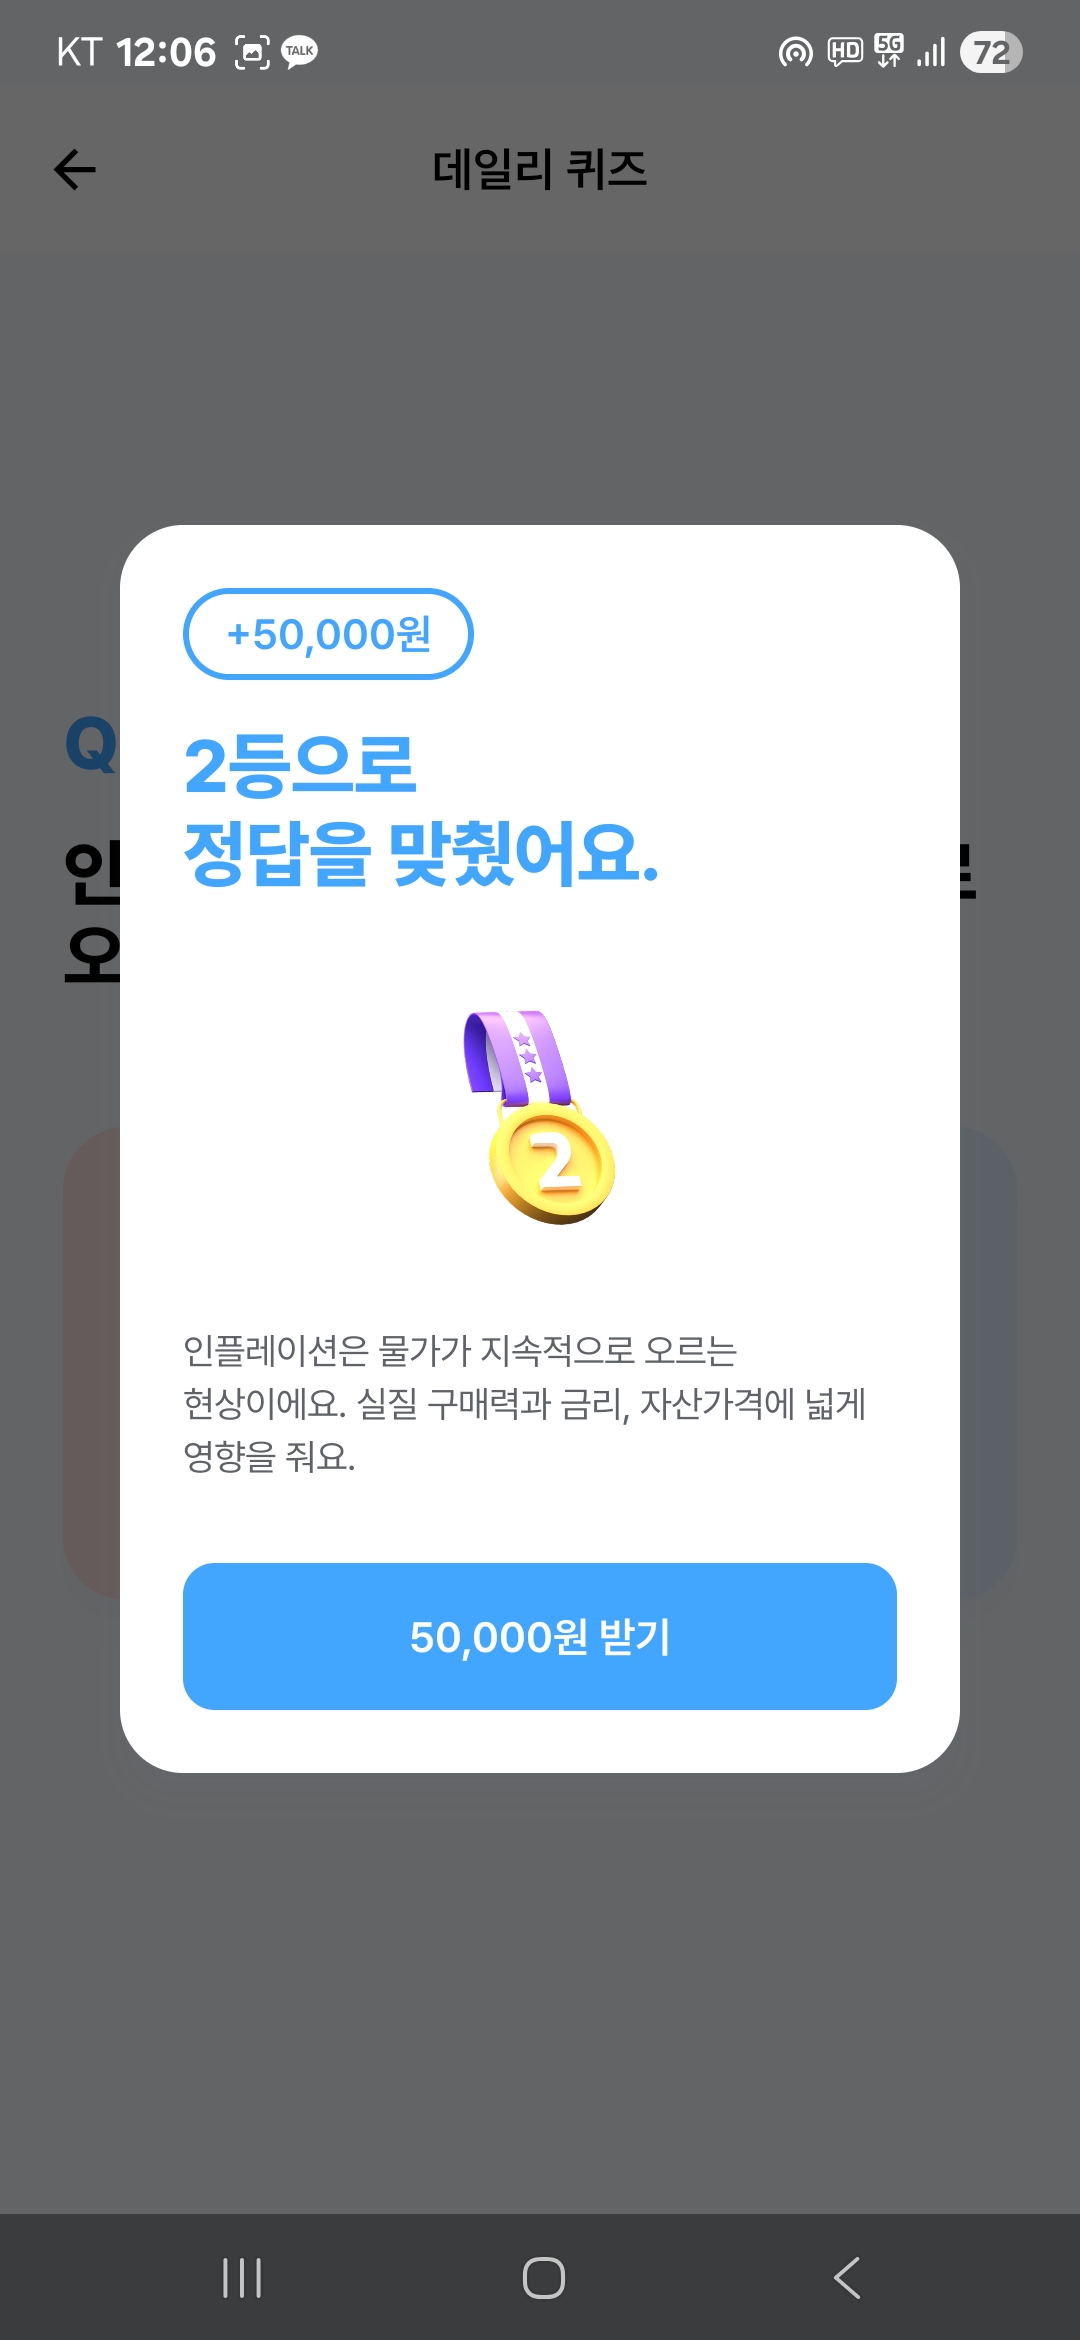 KT 12:06 TALK HD 5G 72
데일리 퀴즈
+50,000원
Q
2등으로
정답을 맞췄어요.
2
인플레이션은 물가가 지속적으로 오르는
현상이에요. 실질 구매력과 금리, 자산가격에 넓게
영향을 줘요.
50,000원 받기